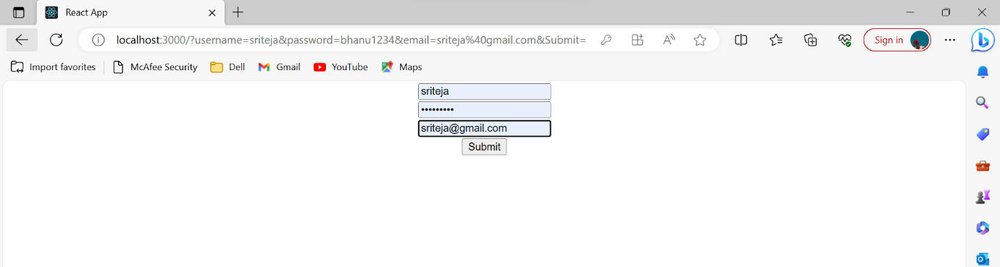 React App
localhost:3000/?username=sriteja&password=bhanu1234&email=sriteja%40gmail.com&Submit=
Sign in
Import favorites McAfee Security Dell Gmail YouTube Maps
sriteja
•••••••••
sriteja@gmail.com
Submit